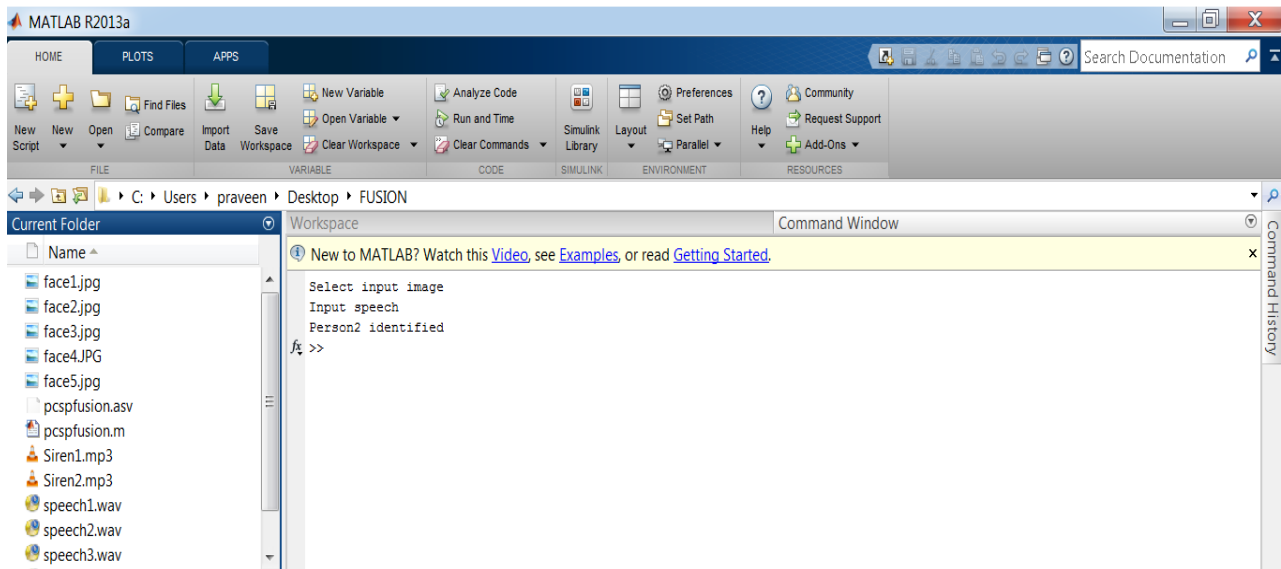 MATLAB R2013a
HOME PLOTS APPS
Search Documentation
New Script
New
Open
Find Files
Compare
Import Data
Save Workspace
New Variable
Open Variable
Clear Workspace
Analyze Code
Run and Time
Clear Commands
Simulink Library
Layout
Preferences
Set Path
Parallel
Help
Community
Request Support
Add-Ons
FILE VARIABLE CODE SIMULINK ENVIRONMENT RESOURCES
C: Users praveen Desktop FUSION
Current Folder
Name
face1.jpg
face2.jpg
face3.jpg
face4.JPG
face5.jpg
pcspfusion.asv
pcspfusion.m
Siren1.mp3
Siren2.mp3
speech1.wav
speech2.wav
speech3.wav
Workspace
Command Window
New to MATLAB? Watch this Video, see Examples, or read Getting Started.
Select input image
Input speech
Person2 identified
fx >>
Command History